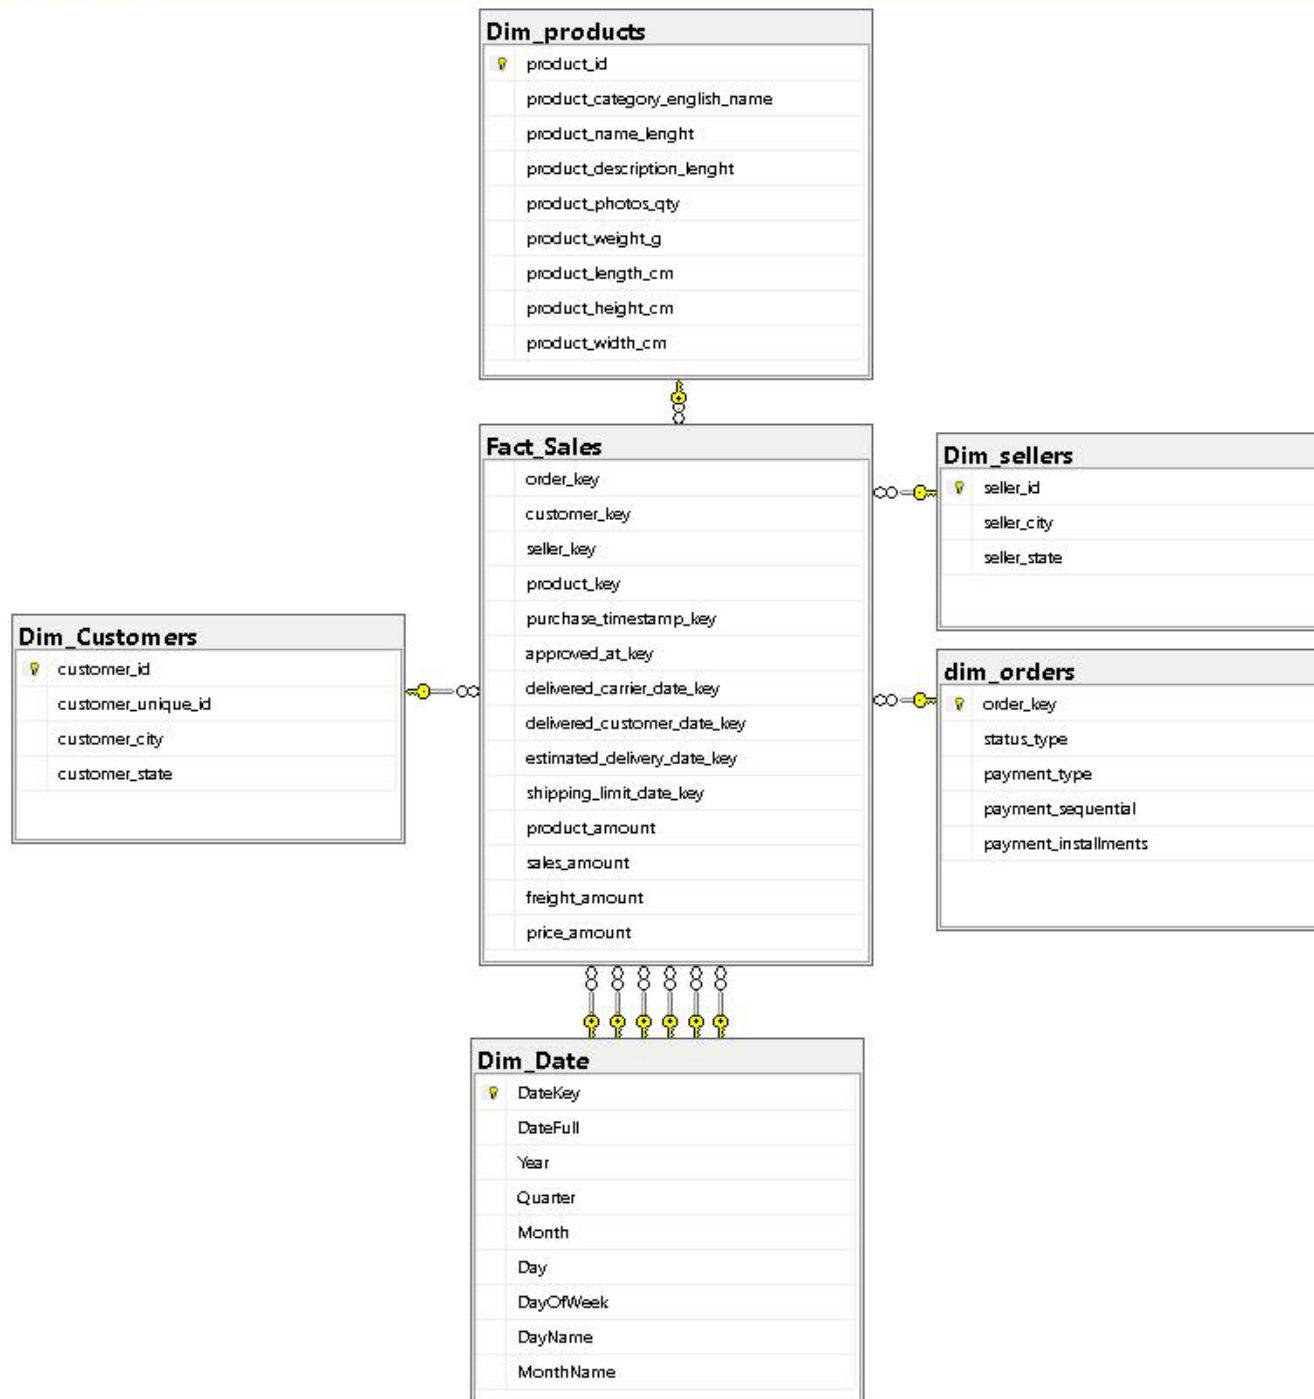 Dim_products
product_id
product_category_english_name
product_name_lenght
product_description_lenght
product_photos_qty
product_weight_g
product_length_cm
product_height_cm
product_width_cm
Fact_Sales
order_key
customer_key
seller_key
product_key
purchase_timestamp_key
approved_at_key
delivered_carrier_date_key
delivered_customer_date_key
estimated_delivery_date_key
shipping_limit_date_key
product_amount
sales_amount
freight_amount
price_amount
Dim_sellers
seller_id
seller_city
seller_state
Dim_Customers
customer_id
customer_unique_id
customer_city
customer_state
dim_orders
order_key
status_type
payment_type
payment_sequential
payment_installments
Dim_Date
DateKey
DateFull
Year
Quarter
Month
Day
DayOfWeek
DayName
MonthName